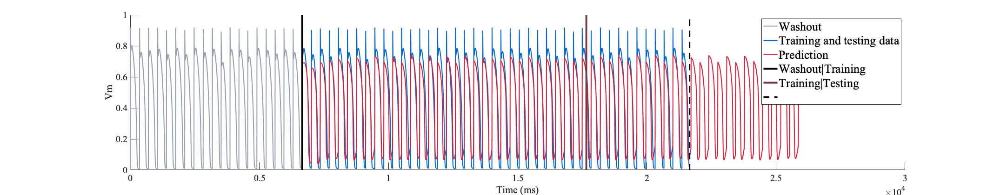 1
0.8
0.6
0.4
0.2
0
Vm
0 0.5 1 1.5 2 2.5 3
Time (ms)
×10^4
Washout
Training and testing data
Prediction
Washout|Training
Training|Testing